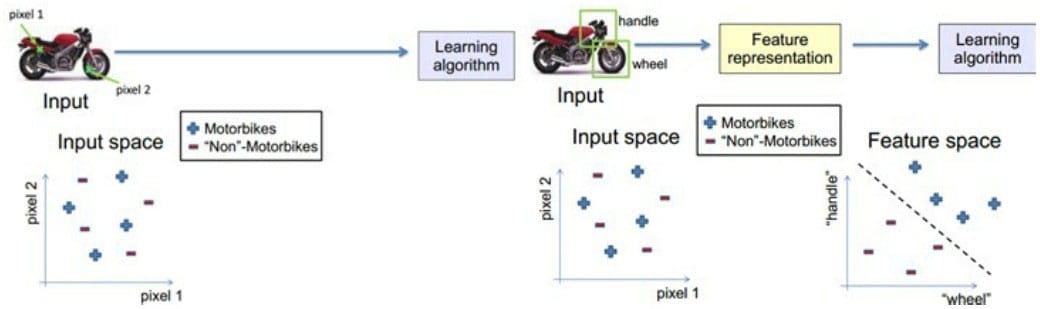 pixel 1
pixel 2
Input
Learning
algorithm
Input space
Motorbikes
“Non”-Motorbikes
pixel 2
pixel 1
handle
wheel
Input
Feature
representation
Learning
algorithm
Input space
Motorbikes
“Non”-Motorbikes
Feature space
pixel 2
pixel 1
“handle”
“wheel”